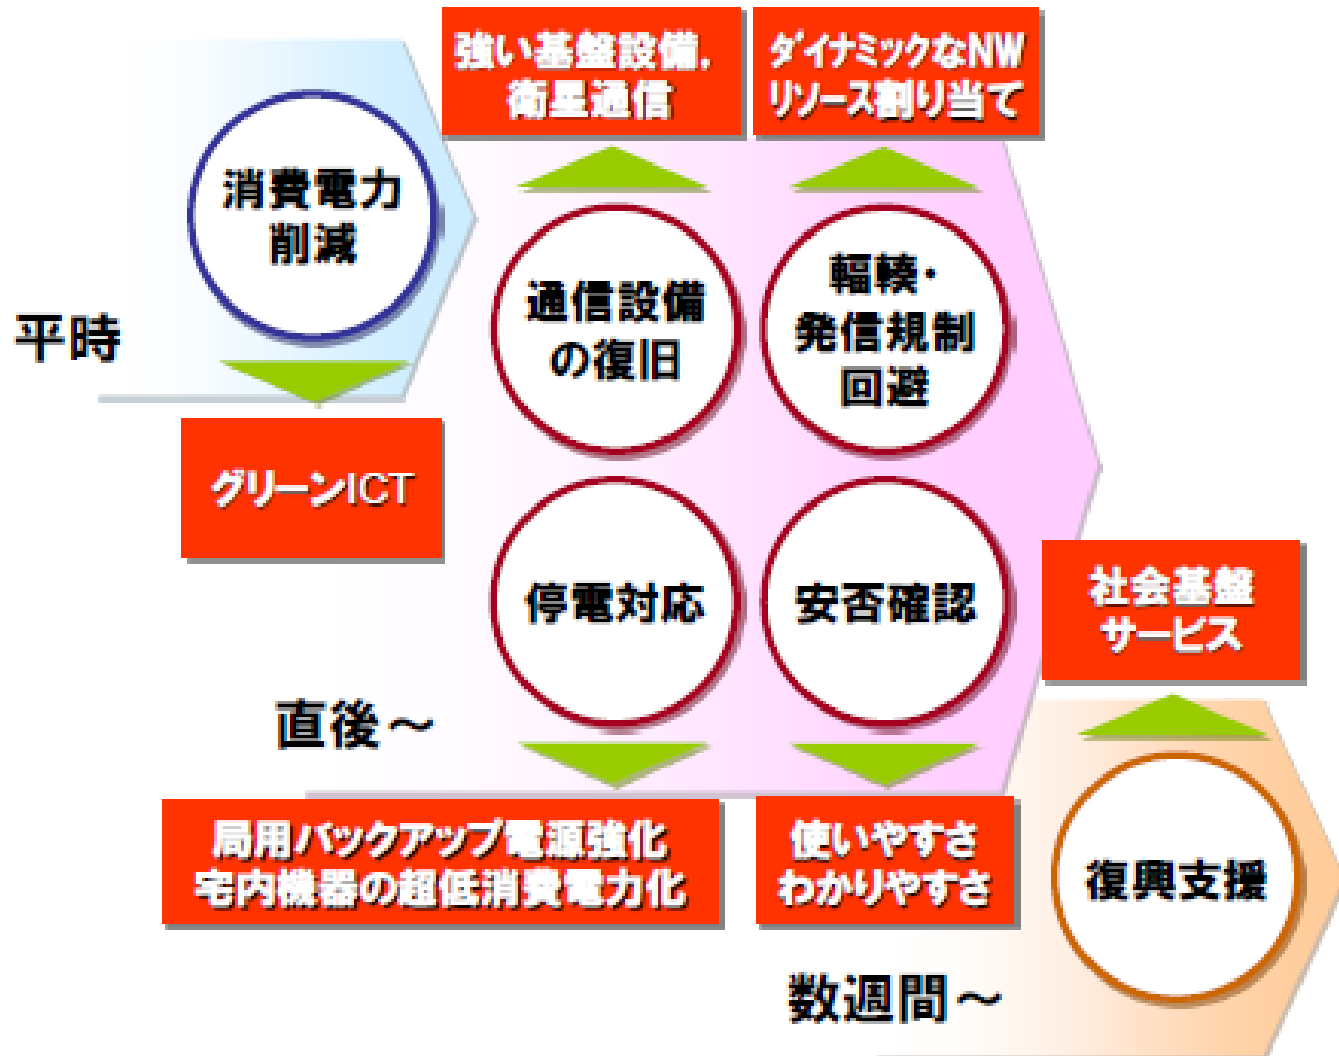 強い基盤設備,
衛星通信
ダイナミックなNW
リソース割り当て
消費電力
削減
平時
グリーンICT
通信設備
の復旧
輻輳・
発信規制
回避
停電対応
安否確認
直後～
局用バックアップ電源強化
宅内機器の超低消費電力化
使いやすさ
わかりやすさ
社会基盤
サービス
復興支援
数週間～